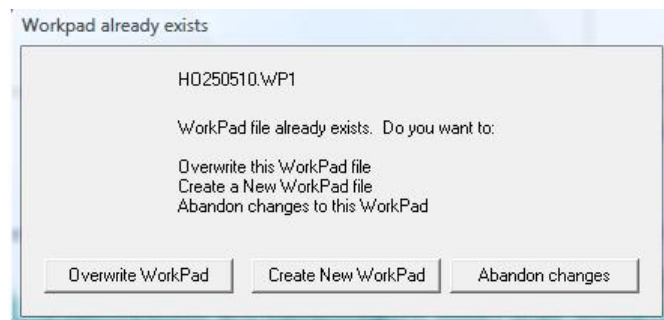 Workpad already exists
HO250510.WP1
WorkPad file already exists.  Do you want to:
Overwrite this WorkPad file
Create a New WorkPad file
Abandon changes to this WorkPad
Overwrite WorkPad
Create New WorkPad
Abandon changes